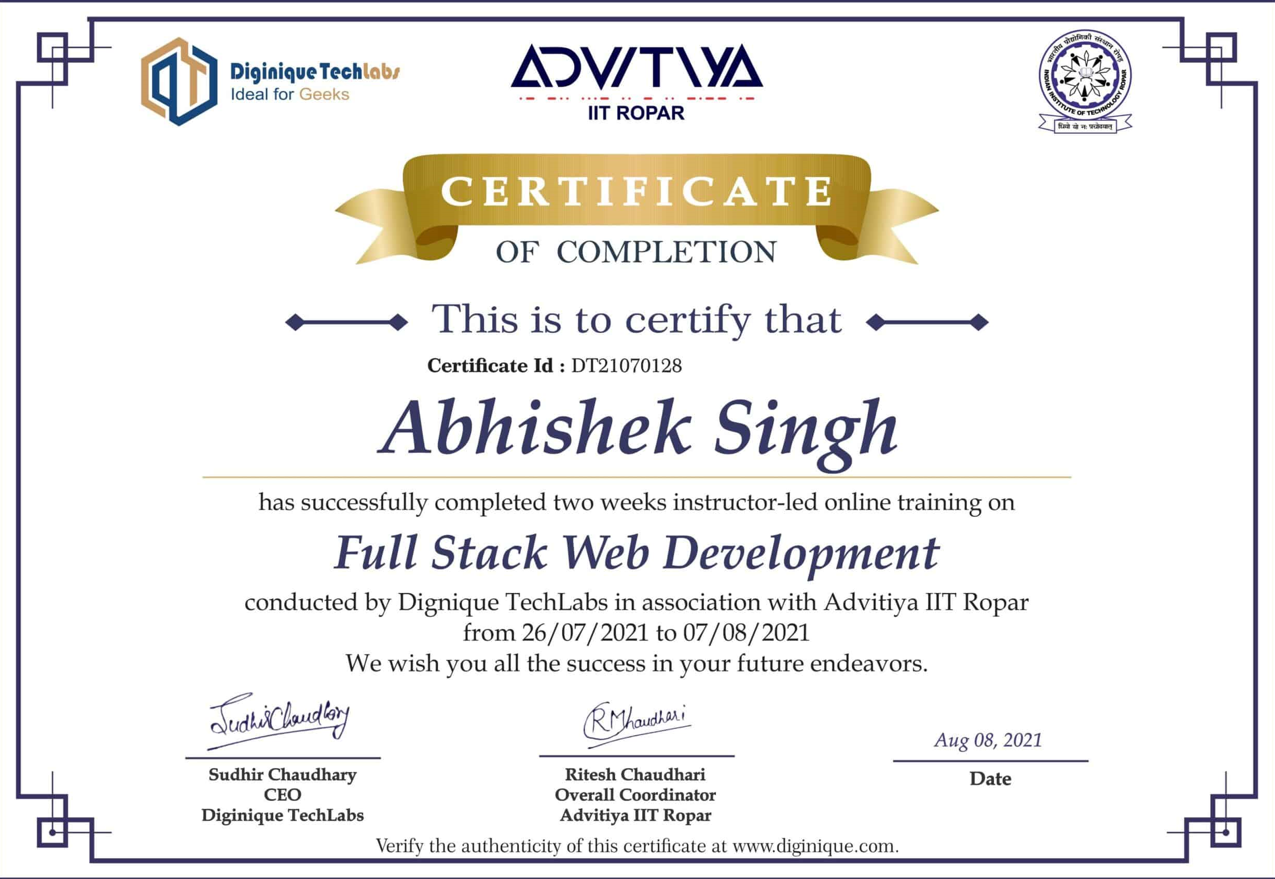 Diginique TechLabs
Ideal for Geeks
ADVITIYA
IIT ROPAR
भारतीय प्रौद्योगिकी संस्थान रोपड़
INDIAN INSTITUTE OF TECHNOLOGY ROPAR
धियो यो नः प्रचोदयात्
CERTIFICATE
OF COMPLETION
This is to certify that
Certificate Id : DT21070128
Abhishek Singh
has successfully completed two weeks instructor-led online training on
Full Stack Web Development
conducted by Dignique TechLabs in association with Advitiya IIT Ropar
from 26/07/2021 to 07/08/2021
We wish you all the success in your future endeavors.
Sudhir Chaudhary
RMhaudhari
Aug 08, 2021
Sudhir Chaudhary
CEO
Diginique TechLabs
Ritesh Chaudhari
Overall Coordinator
Advitiya IIT Ropar
Date
Verify the authenticity of this certificate at www.diginique.com.